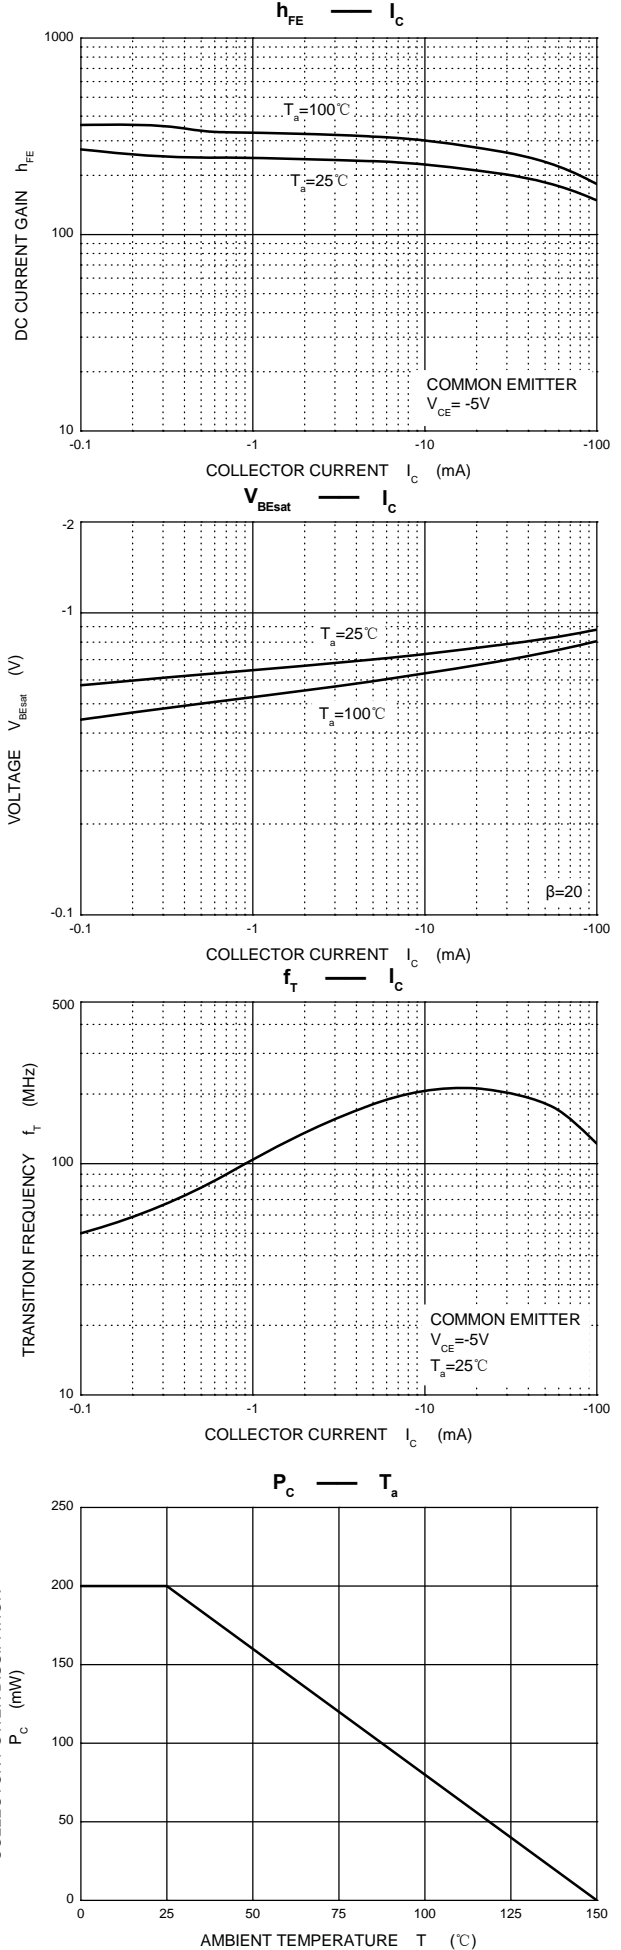 hFE —— IC
1000
100
10
DC CURRENT GAIN hFE
Ta=100℃
Ta=25℃
COMMON EMITTER
VCE= -5V
-0.1 -1 -10 -100
COLLECTOR CURRENT IC (mA)
VBEsat —— IC
-2
-1
-0.1
VOLTAGE VBEsat (V)
Ta=25℃
Ta=100℃
β=20
-0.1 -1 -10 -100
COLLECTOR CURRENT IC (mA)
fT —— IC
500
100
10
TRANSITION FREQUENCY fT (MHz)
COMMON EMITTER
VCE=-5V
Ta=25℃
-0.1 -1 -10 -100
COLLECTOR CURRENT IC (mA)
PC —— Ta
250
200
150
100
50
0
PC (mW)
0 25 50 75 100 125 150
AMBIENT TEMPERATURE T (℃)